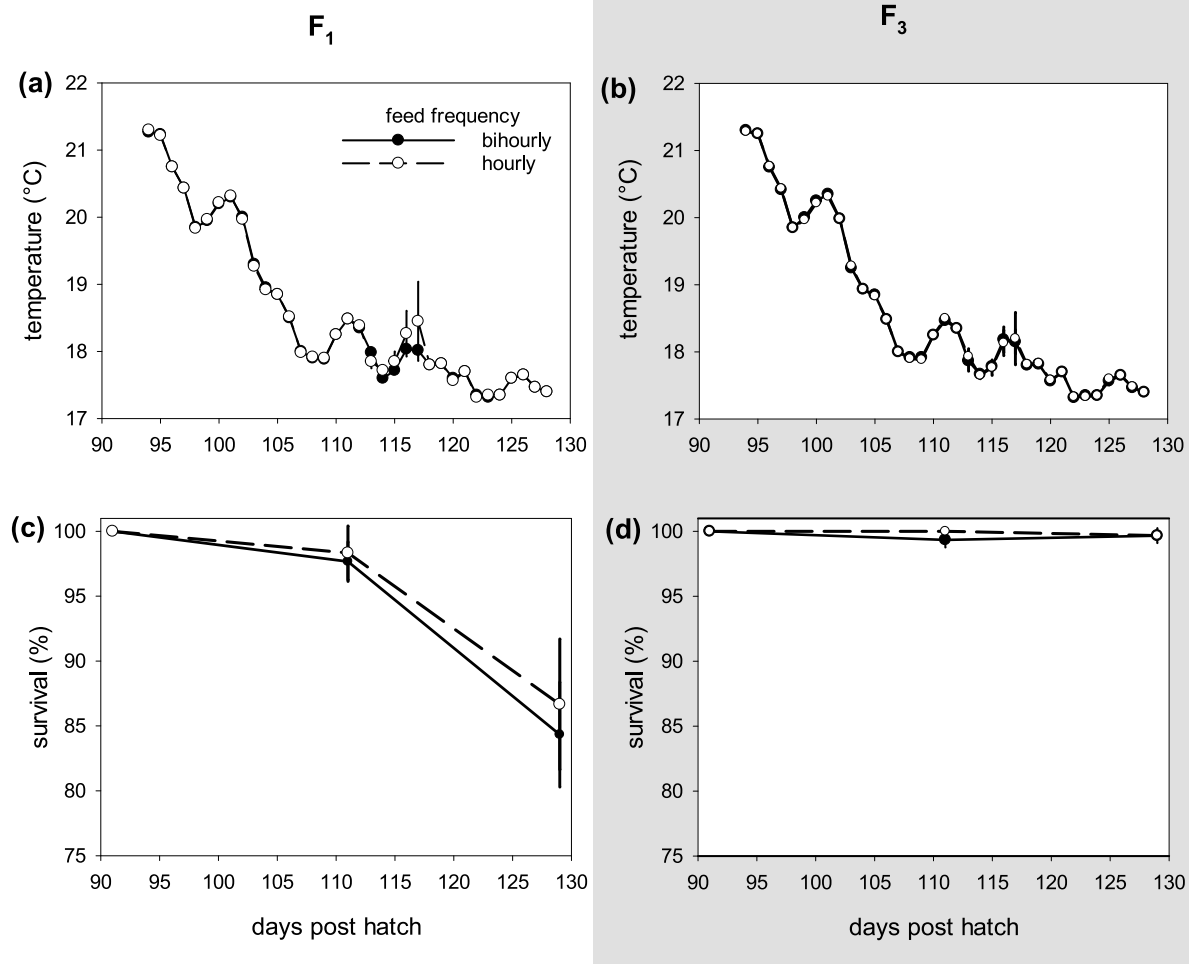 F1
F3
(a)
22
21
20
19
18
17
temperature (°C)
feed frequency
bihourly
hourly
90 95 100 105 110 115 120 125 130
(b)
22
21
20
19
18
17
temperature (°C)
90 95 100 105 110 115 120 125 130
(c)
100
95
90
85
80
75
survival (%)
90 95 100 105 110 115 120 125 130
days post hatch
(d)
100
95
90
85
80
75
survival (%)
90 95 100 105 110 115 120 125 130
days post hatch